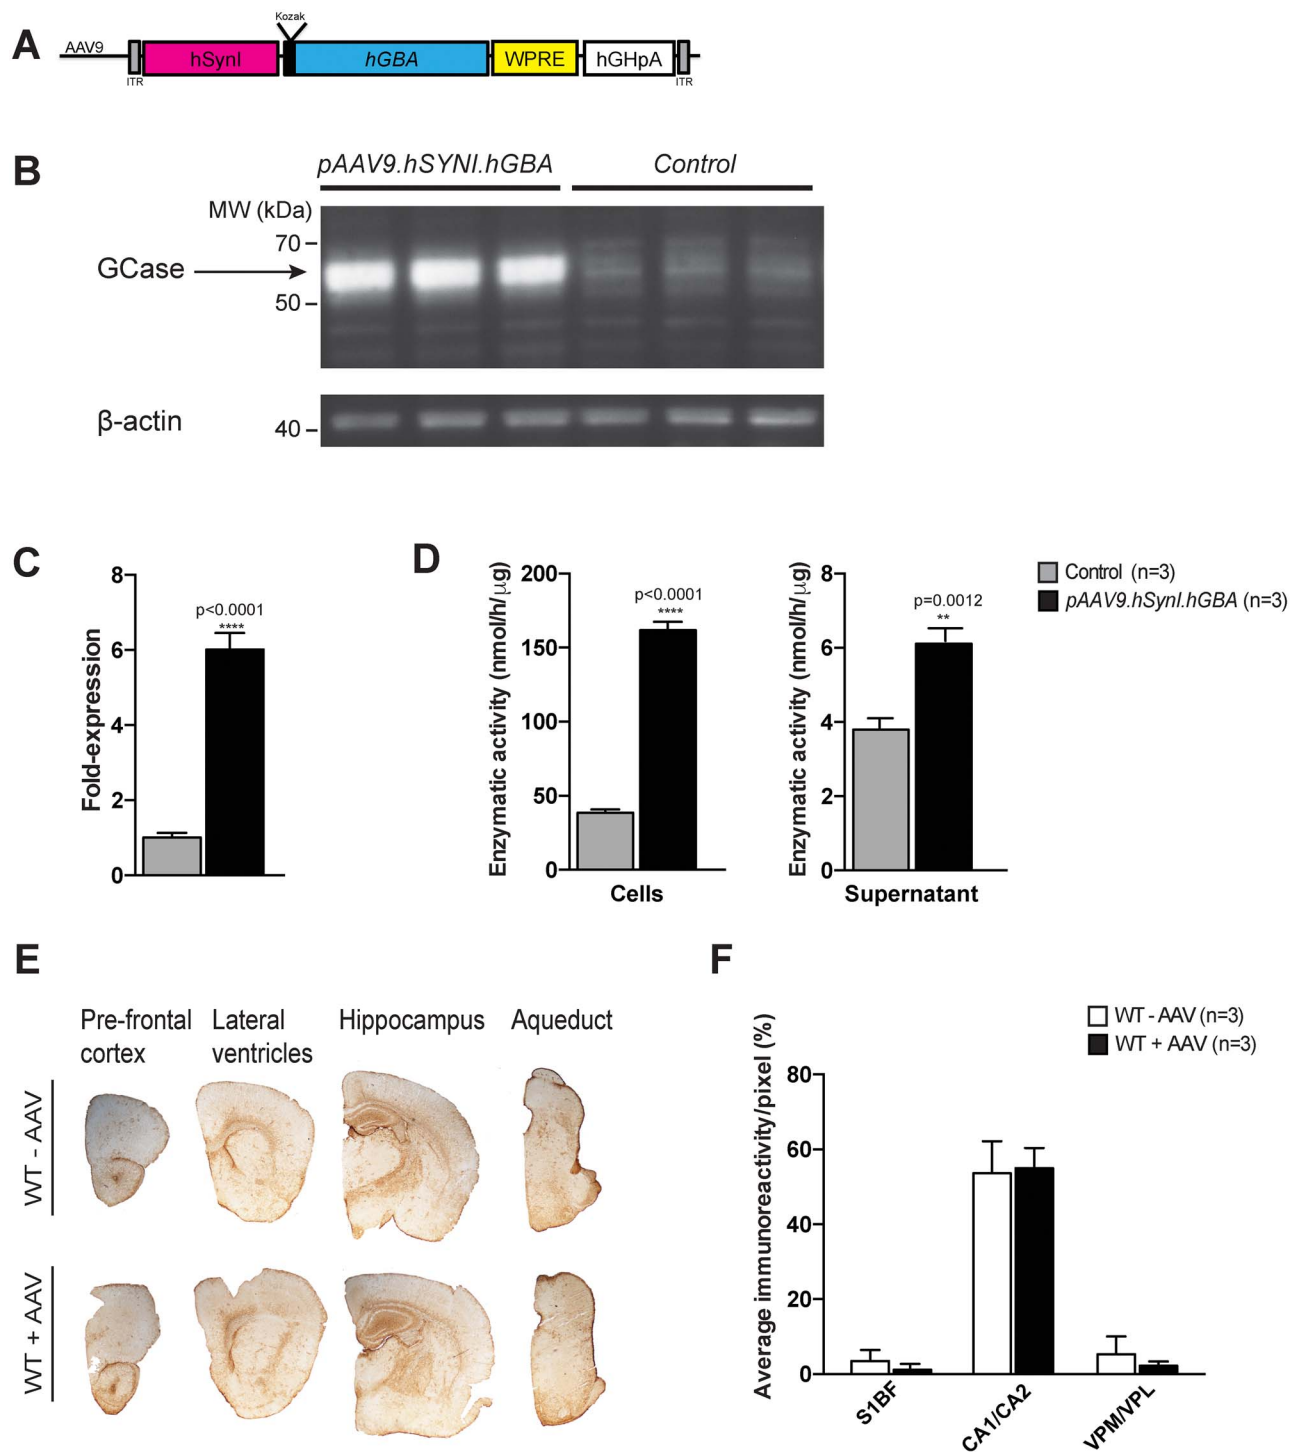 A
AAV9
Kozak
ITR
hSynI
hGBA
WPRE
hGHpA
ITR
B
pAAV9.hSYNI.hGBA
Control
MW (kDa)
70
GCase
50
β-actin
40
C
Fold-expression
8
6
4
2
0
p<0.0001
****
D
Enzymatic activity (nmol/h/µg)
200
150
100
50
0
p<0.0001
****
Cells
Enzymatic activity (nmol/h/µg)
8
6
4
2
0
p=0.0012
**
Supernatant
Control (n=3)
pAAV9.hSynI.hGBA (n=3)
E
Pre-frontal
cortex
Lateral
ventricles
Hippocampus
Aqueduct
WT - AAV
WT + AAV
F
WT - AAV (n=3)
WT + AAV (n=3)
Average immunoreactivity/pixel (%)
80
60
40
20
0
S1BF
CA1/CA2
VPM/VPL